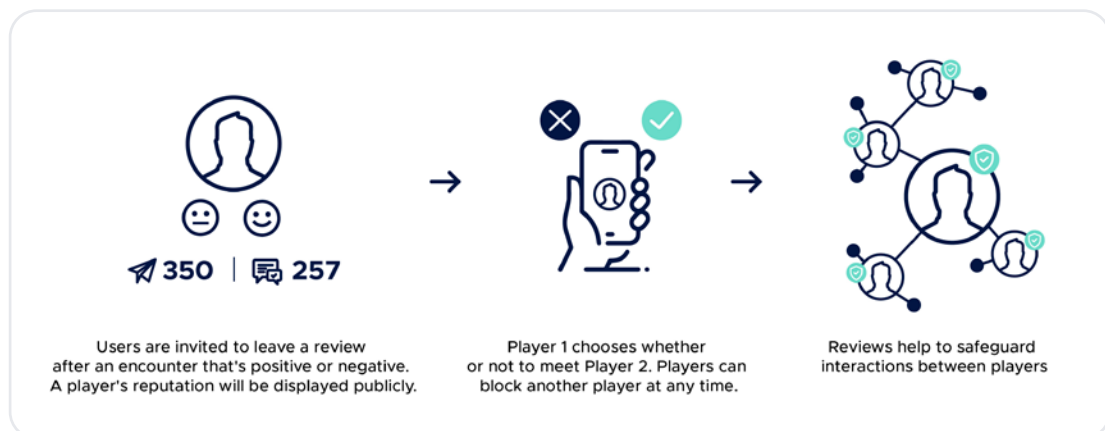 350 | 257
Users are invited to leave a review
after an encounter that's positive or negative.
A player's reputation will be displayed publicly.
Player 1 chooses whether
or not to meet Player 2. Players can
block another player at any time.
Reviews help to safeguard
interactions between players